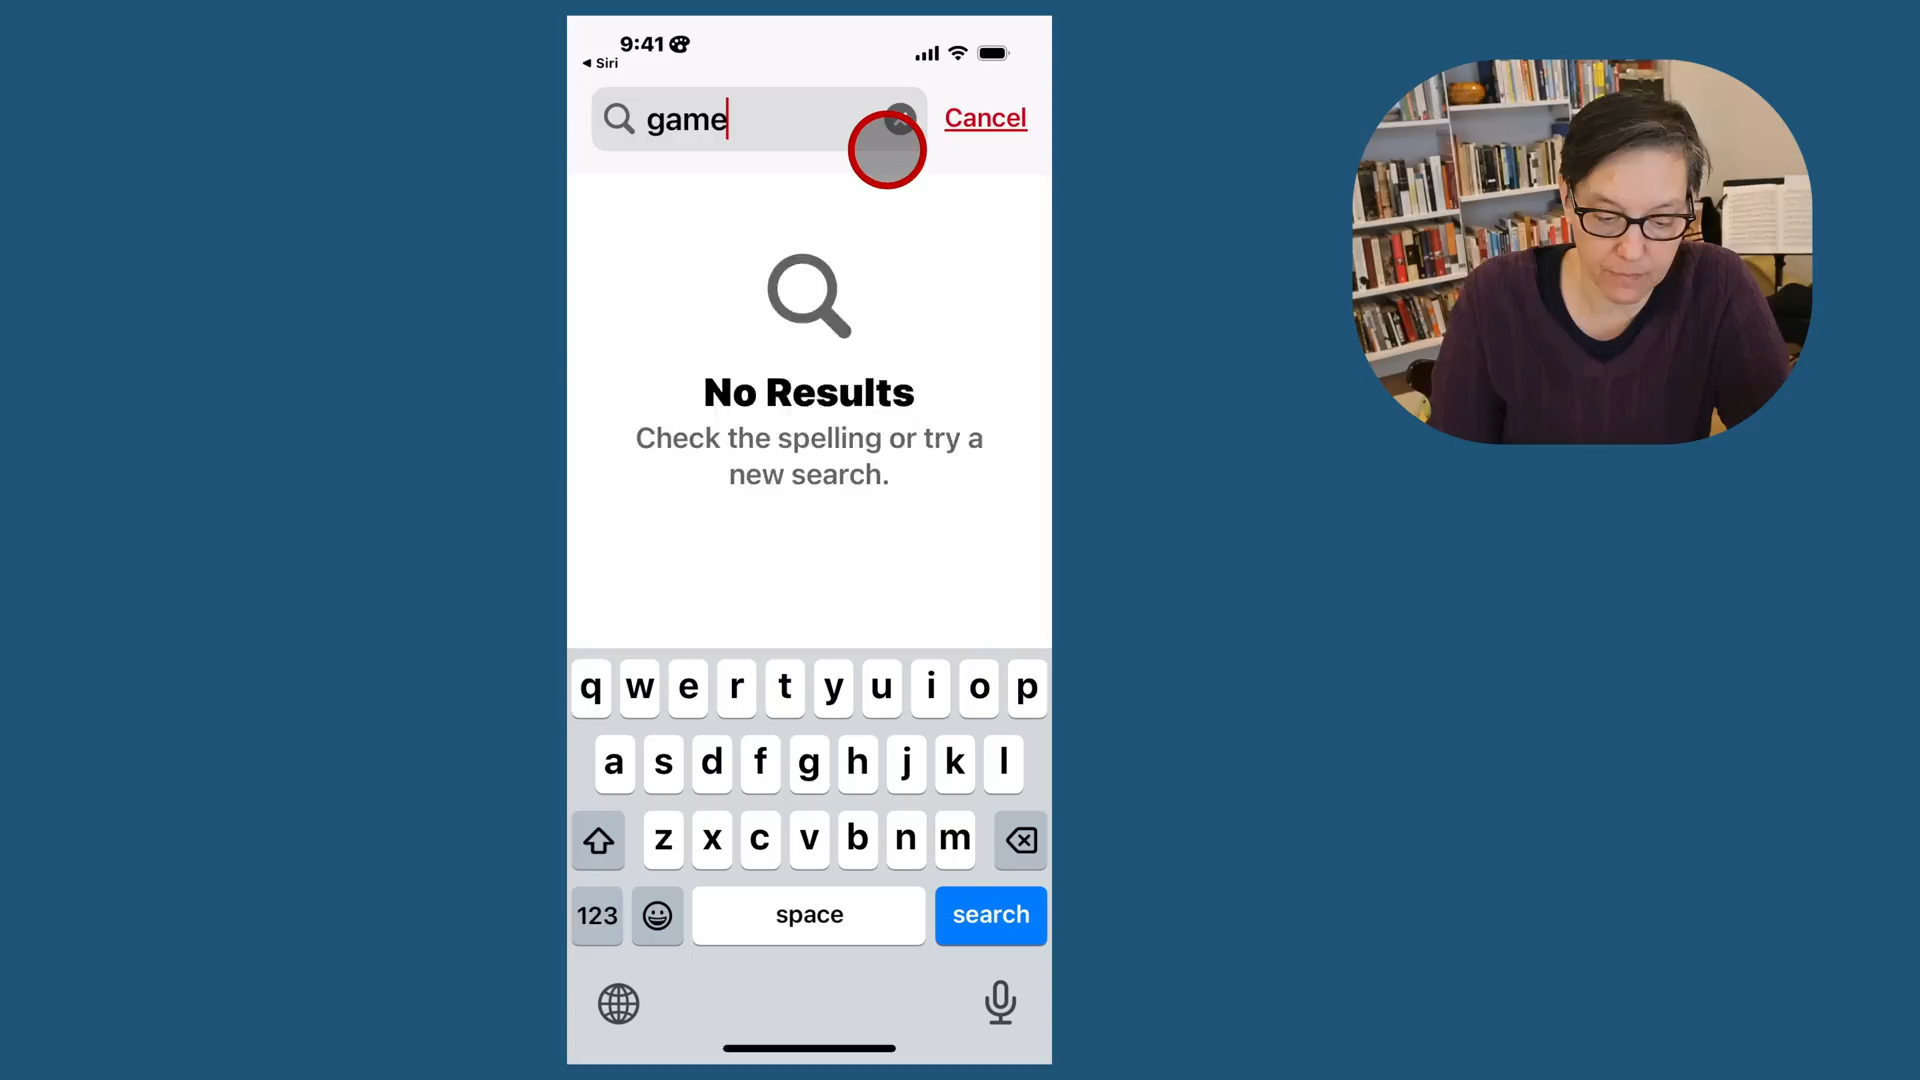 9:41
◀ Siri
game
Cancel
No Results
Check the spelling or try a
new search.
q w e r t y u i o p
a s d f g h j k l
z x c v b n m
123
space
search